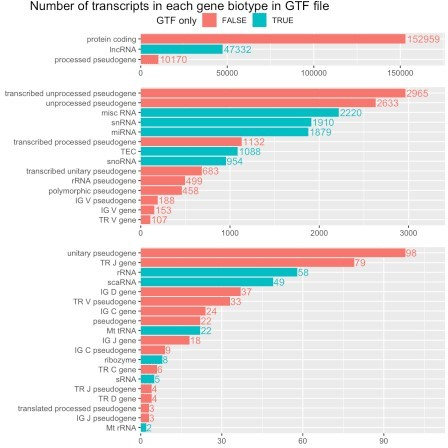 Number of transcripts in each gene biotype in GTF file
GTF only FALSE TRUE
protein coding 152959
lncRNA 47332
processed pseudogene 10170
0 50000 100000 150000
transcribed unprocessed pseudogene 2965
unprocessed pseudogene 2633
misc RNA 2220
snRNA 1910
miRNA 1879
transcribed processed pseudogene 1132
TEC 1088
snoRNA 954
transcribed unitary pseudogene 683
rRNA pseudogene 499
polymorphic pseudogene 458
IG V pseudogene 188
IG V gene 153
TR V gene 107
0 1000 2000 3000
unitary pseudogene 98
TR J gene 79
rRNA 58
scaRNA 49
IG D gene 37
TR V pseudogene 33
IG C gene 24
pseudogene 22
Mt tRNA 22
IG J gene 18
IG C pseudogene 9
ribozyme 8
TR C gene 6
sRNA 5
TR J pseudogene 4
TR D gene 4
translated processed pseudogene 3
IG J pseudogene 3
Mt rRNA 2
0 30 60 90